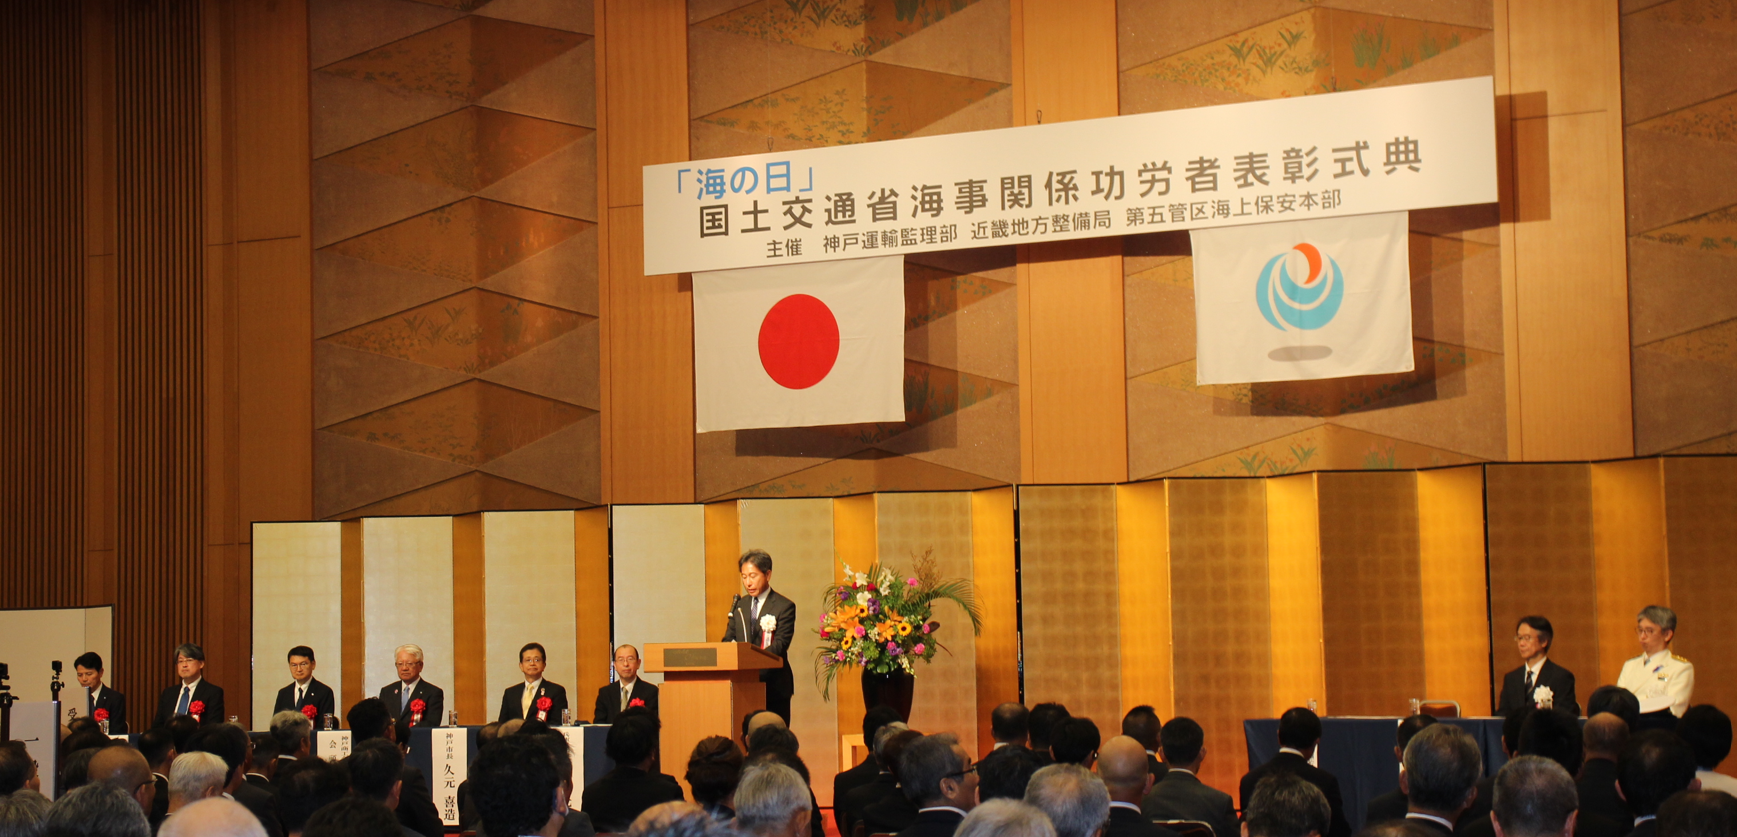 「海の日」
国土交通省海事関係功労者表彰式典
主催　神戸運輸監理部　近畿地方整備局　第五管区海上保安本部
神戸市長
久元　喜造